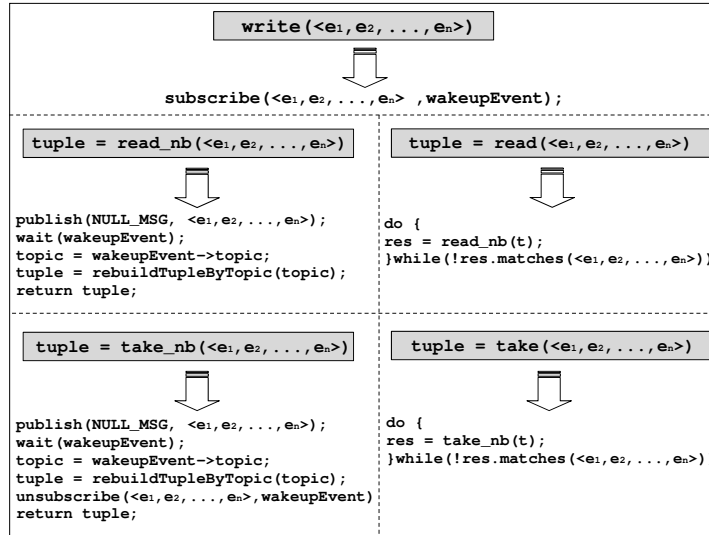 write(<e1,e2,...,en>)
subscribe(<e1,e2,...,en> ,wakeupEvent);
tuple = read_nb(<e1,e2,...,en>)
publish(NULL_MSG, <e1,e2,...,en>);
wait(wakeupEvent);
topic = wakeupEvent->topic;
tuple = rebuildTupleByTopic(topic);
return tuple;
tuple = read(<e1,e2,...,en>)
do {
res = read_nb(t);
}while(!res.matches(<e1,e2,...,en>))
tuple = take_nb(<e1,e2,...,en>)
publish(NULL_MSG, <e1,e2,...,en>);
wait(wakeupEvent);
topic = wakeupEvent->topic;
tuple = rebuildTupleByTopic(topic);
unsubscribe(<e1,e2,...,en>,wakeupEvent)
return tuple;
tuple = take(<e1,e2,...,en>)
do {
res = take_nb(t);
}while(!res.matches(<e1,e2,...,en>)